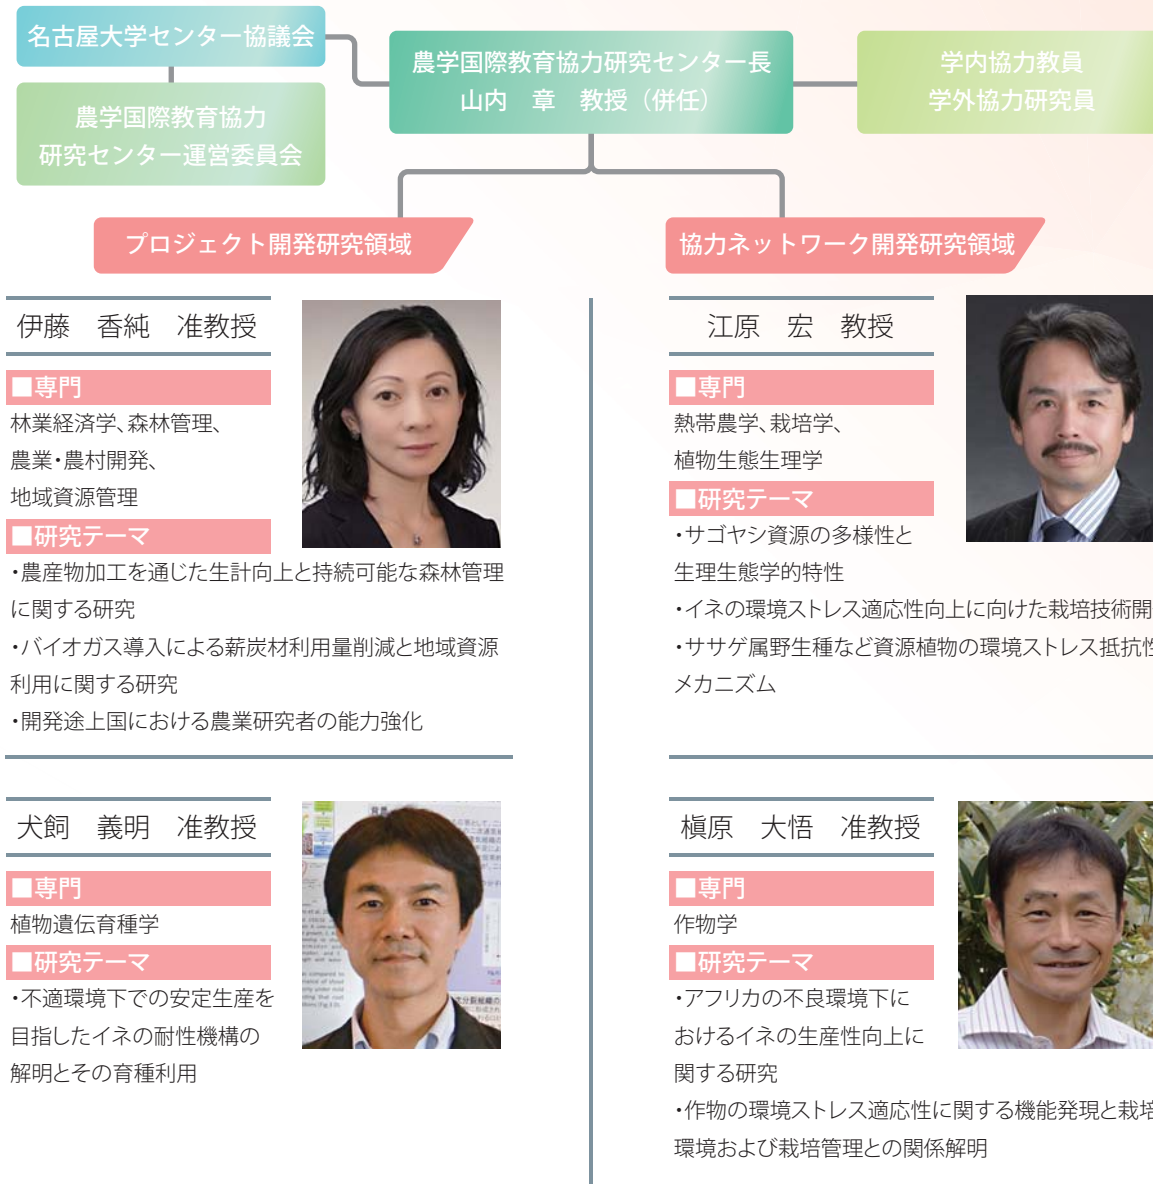 名古屋大学センター協議会
農学国際教育協力
研究センター運営委員会
農学国際教育協力研究センター長
山内　章　教授（併任）
学内協力教員
学外協力研究員
プロジェクト開発研究領域
伊藤　香純　准教授
■専門
林業経済学、森林管理、
農業・農村開発、
地域資源管理
■研究テーマ
・農産物加工を通じた生計向上と持続可能な森林管理
に関する研究
・バイオガス導入による薪炭材利用量削減と地域資源
利用に関する研究
・開発途上国における農業研究者の能力強化
犬飼　義明　准教授
■専門
植物遺伝育種学
■研究テーマ
・不適環境下での安定生産を
目指したイネの耐性機構の
解明とその育種利用
協力ネットワーク開発研究領域
江原　宏　教授
■専門
熱帯農学、栽培学、
植物生態生理学
■研究テーマ
・サゴヤシ資源の多様性と
生理生態学的特性
・イネの環境ストレス適応性向上に向けた栽培技術開
・ササゲ属野生種など資源植物の環境ストレス抵抗性
メカニズム
槇原　大悟　准教授
■専門
作物学
■研究テーマ
・アフリカの不良環境下に
おけるイネの生産性向上に
関する研究
・作物の環境ストレス適応性に関する機能発現と栽培
環境および栽培管理との関係解明